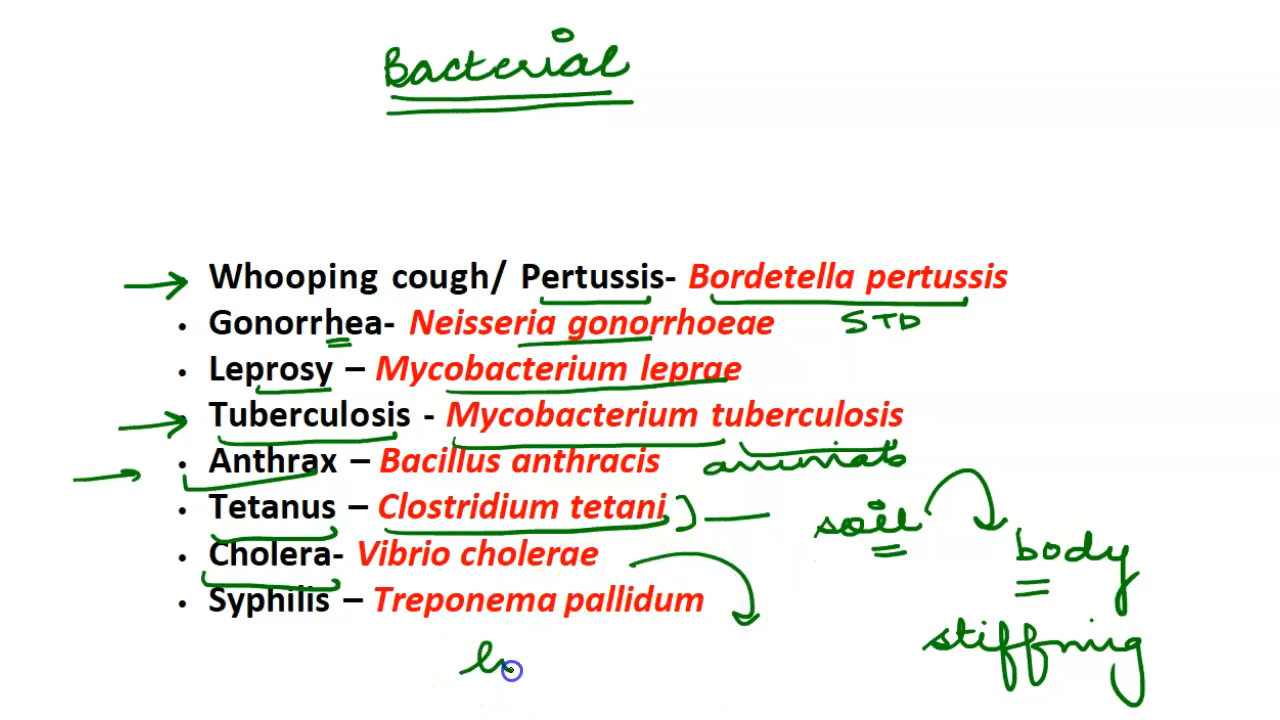 Bacterial
Whooping cough/ Pertussis- Bordetella pertussis
• Gonorrhea- Neisseria gonorrhoeae STD
• Leprosy – Mycobacterium leprae
Tuberculosis - Mycobacterium tuberculosis
• Anthrax – Bacillus anthracis animals
• Tetanus – Clostridium tetani soil
• Cholera- Vibrio cholerae body
• Syphilis – Treponema pallidum
stiffning